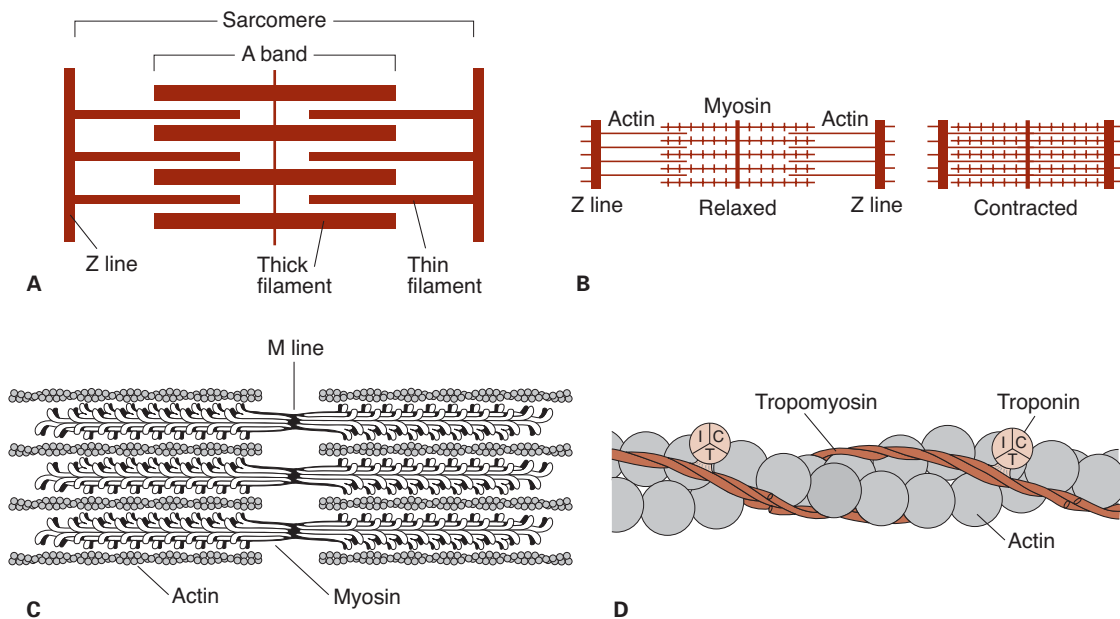 Sarcomere
A band
Z line
Thick
filament
Thin
filament
A
Actin
Myosin
Actin
Z line
Relaxed
Z line
Contracted
B
M line
Actin
Myosin
C
Tropomyosin
Troponin
I C
T
I C
T
Actin
D